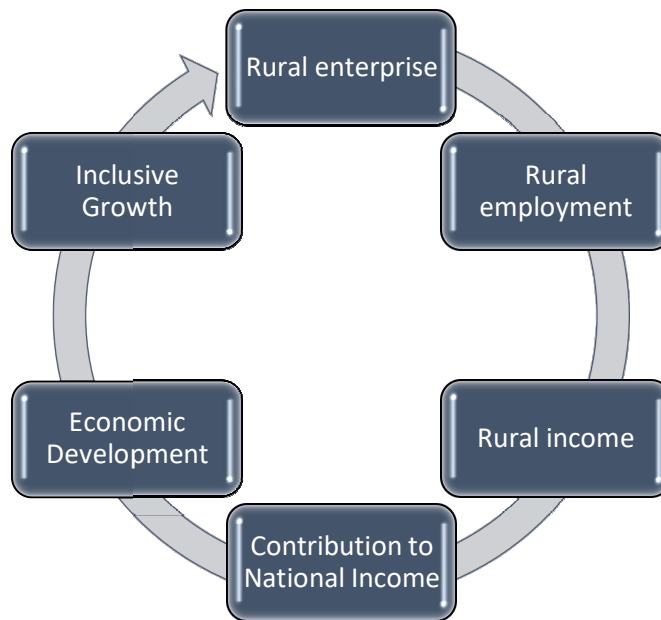 Rural enterprise
Rural
employment
Rural income
Contribution to
National Income
Economic
Development
Inclusive
Growth